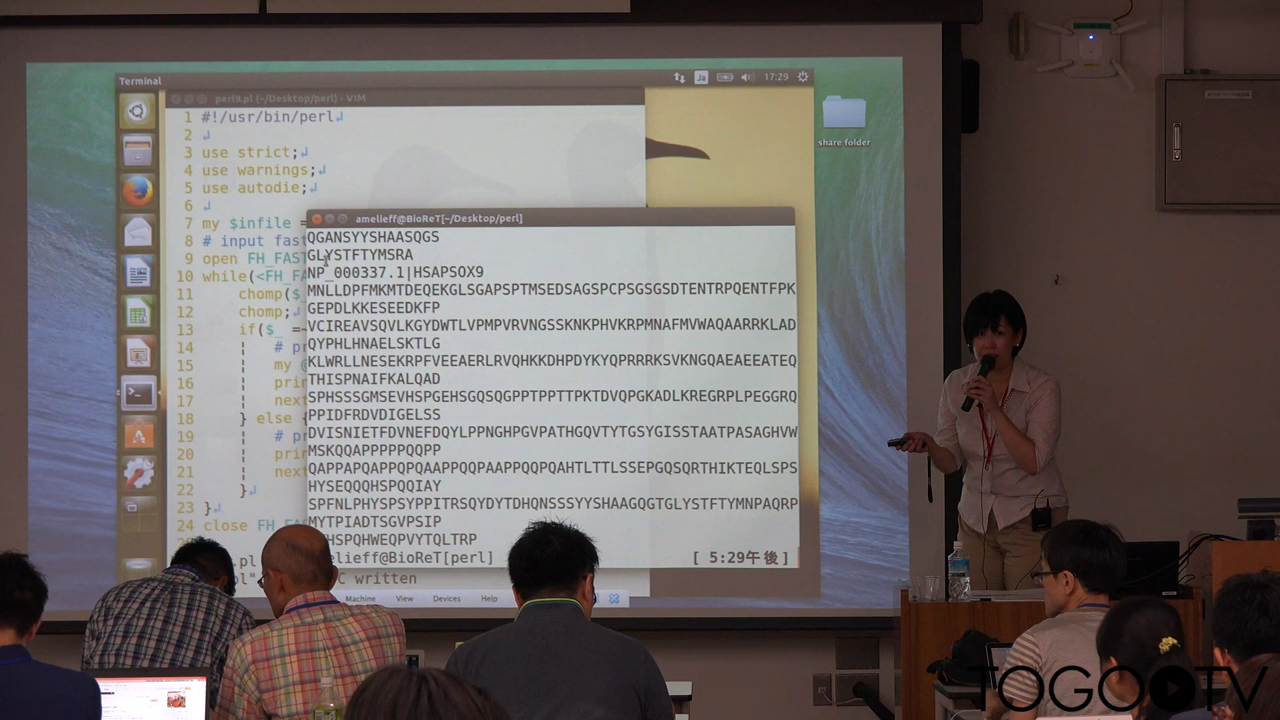 Terminal
Ja
17:29
perl9.pl (~/Desktop/perl) - VIM
share folder
1 #!/usr/bin/perl
2
3 use strict;
4 use warnings;
5 use autodie;
6
7 my $infile =
8 # input fast
9 open FH_FAST
10 while(<FH_FA
11 chomp($_
12 chomp;
13 if($_ =~
14 # pr
15 my @
16 prin
17 next
18 } else {
19 # pr
20 prin
21 next
22 }
23 }
24 close FH_FAS
amelieff@BioReT[~/Desktop/perl]
QGANSYYSHAASQGS
GLYSTFTYMSRA
NP_000337.1|HSAPSOX9
MNLLDPFMKMTDEQEKGLSGAPSPTMSEDSAGSPCPSGSGSDTENTRPQENTFPK
GEPDLKKESEEDKFP
VCIREAVSQVLKGYDWTLVPMPVRVNGSSKNKPHVKRPMNAFMVWAQAARRKLAD
QYPHLHNAELSKTLG
KLWRLLNESEKRPFVEEAERLRVQHKKDHPDYKYQPRRRKSVKNGQAEAEEATEQ
THISPNAIFKALQAD
SPHSSSGMSEVHSPGEHSGQSQGPPTPPTTPKTDVQPGKADLKREGRPLPEGGRQ
PPIDFRDVDIGELSS
DVISNIETFDVNEFDQYLPPNGHPGVPATHGQVTYTGSYGISSTAATPASAGHVW
MSKQQAPPPPPQQPP
QAPPAPQAPPQPQAAPPQQPAAPPQQPQAHTLTTLSSEPGQSQRTHIKTEQLSPS
HYSEQQQHSPQQIAY
SPFNLPHYSPSYPPITRSQYDYTDHQNSSSYYSHAAGQGTGLYSTFTYMNPAQRP
MYTPIADTSGVPSIP
HSPQHWEQPVYTQLTRP
elieff@BioReT[perl] [ 5:29午後]
.pl
C written
Machine View Devices Help
TOGOTV